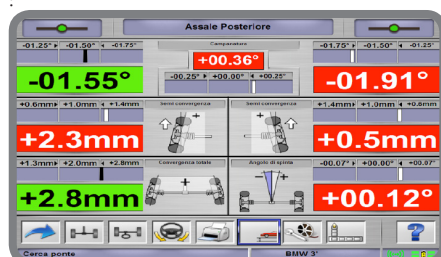 Assale Posteriore
-01.25° -01.50° -01.75° Campanatura -01.75° -01.50° -01.25°
+00.36°
-01.55° -00.25° +00.00° +00.25° -01.91°
+0.6mm +1.0mm +1.4mm Semi convergenza Semi convergenza +1.4mm +1.0mm +0.6mm
+2.3mm +0.5mm
+1.3mm +2.0mm +2.8mm Convergenza totale Angolo di spinta -00.07° +00.00° +00.07°
+2.8mm +00.12°
Cerca ponte BMW 3"